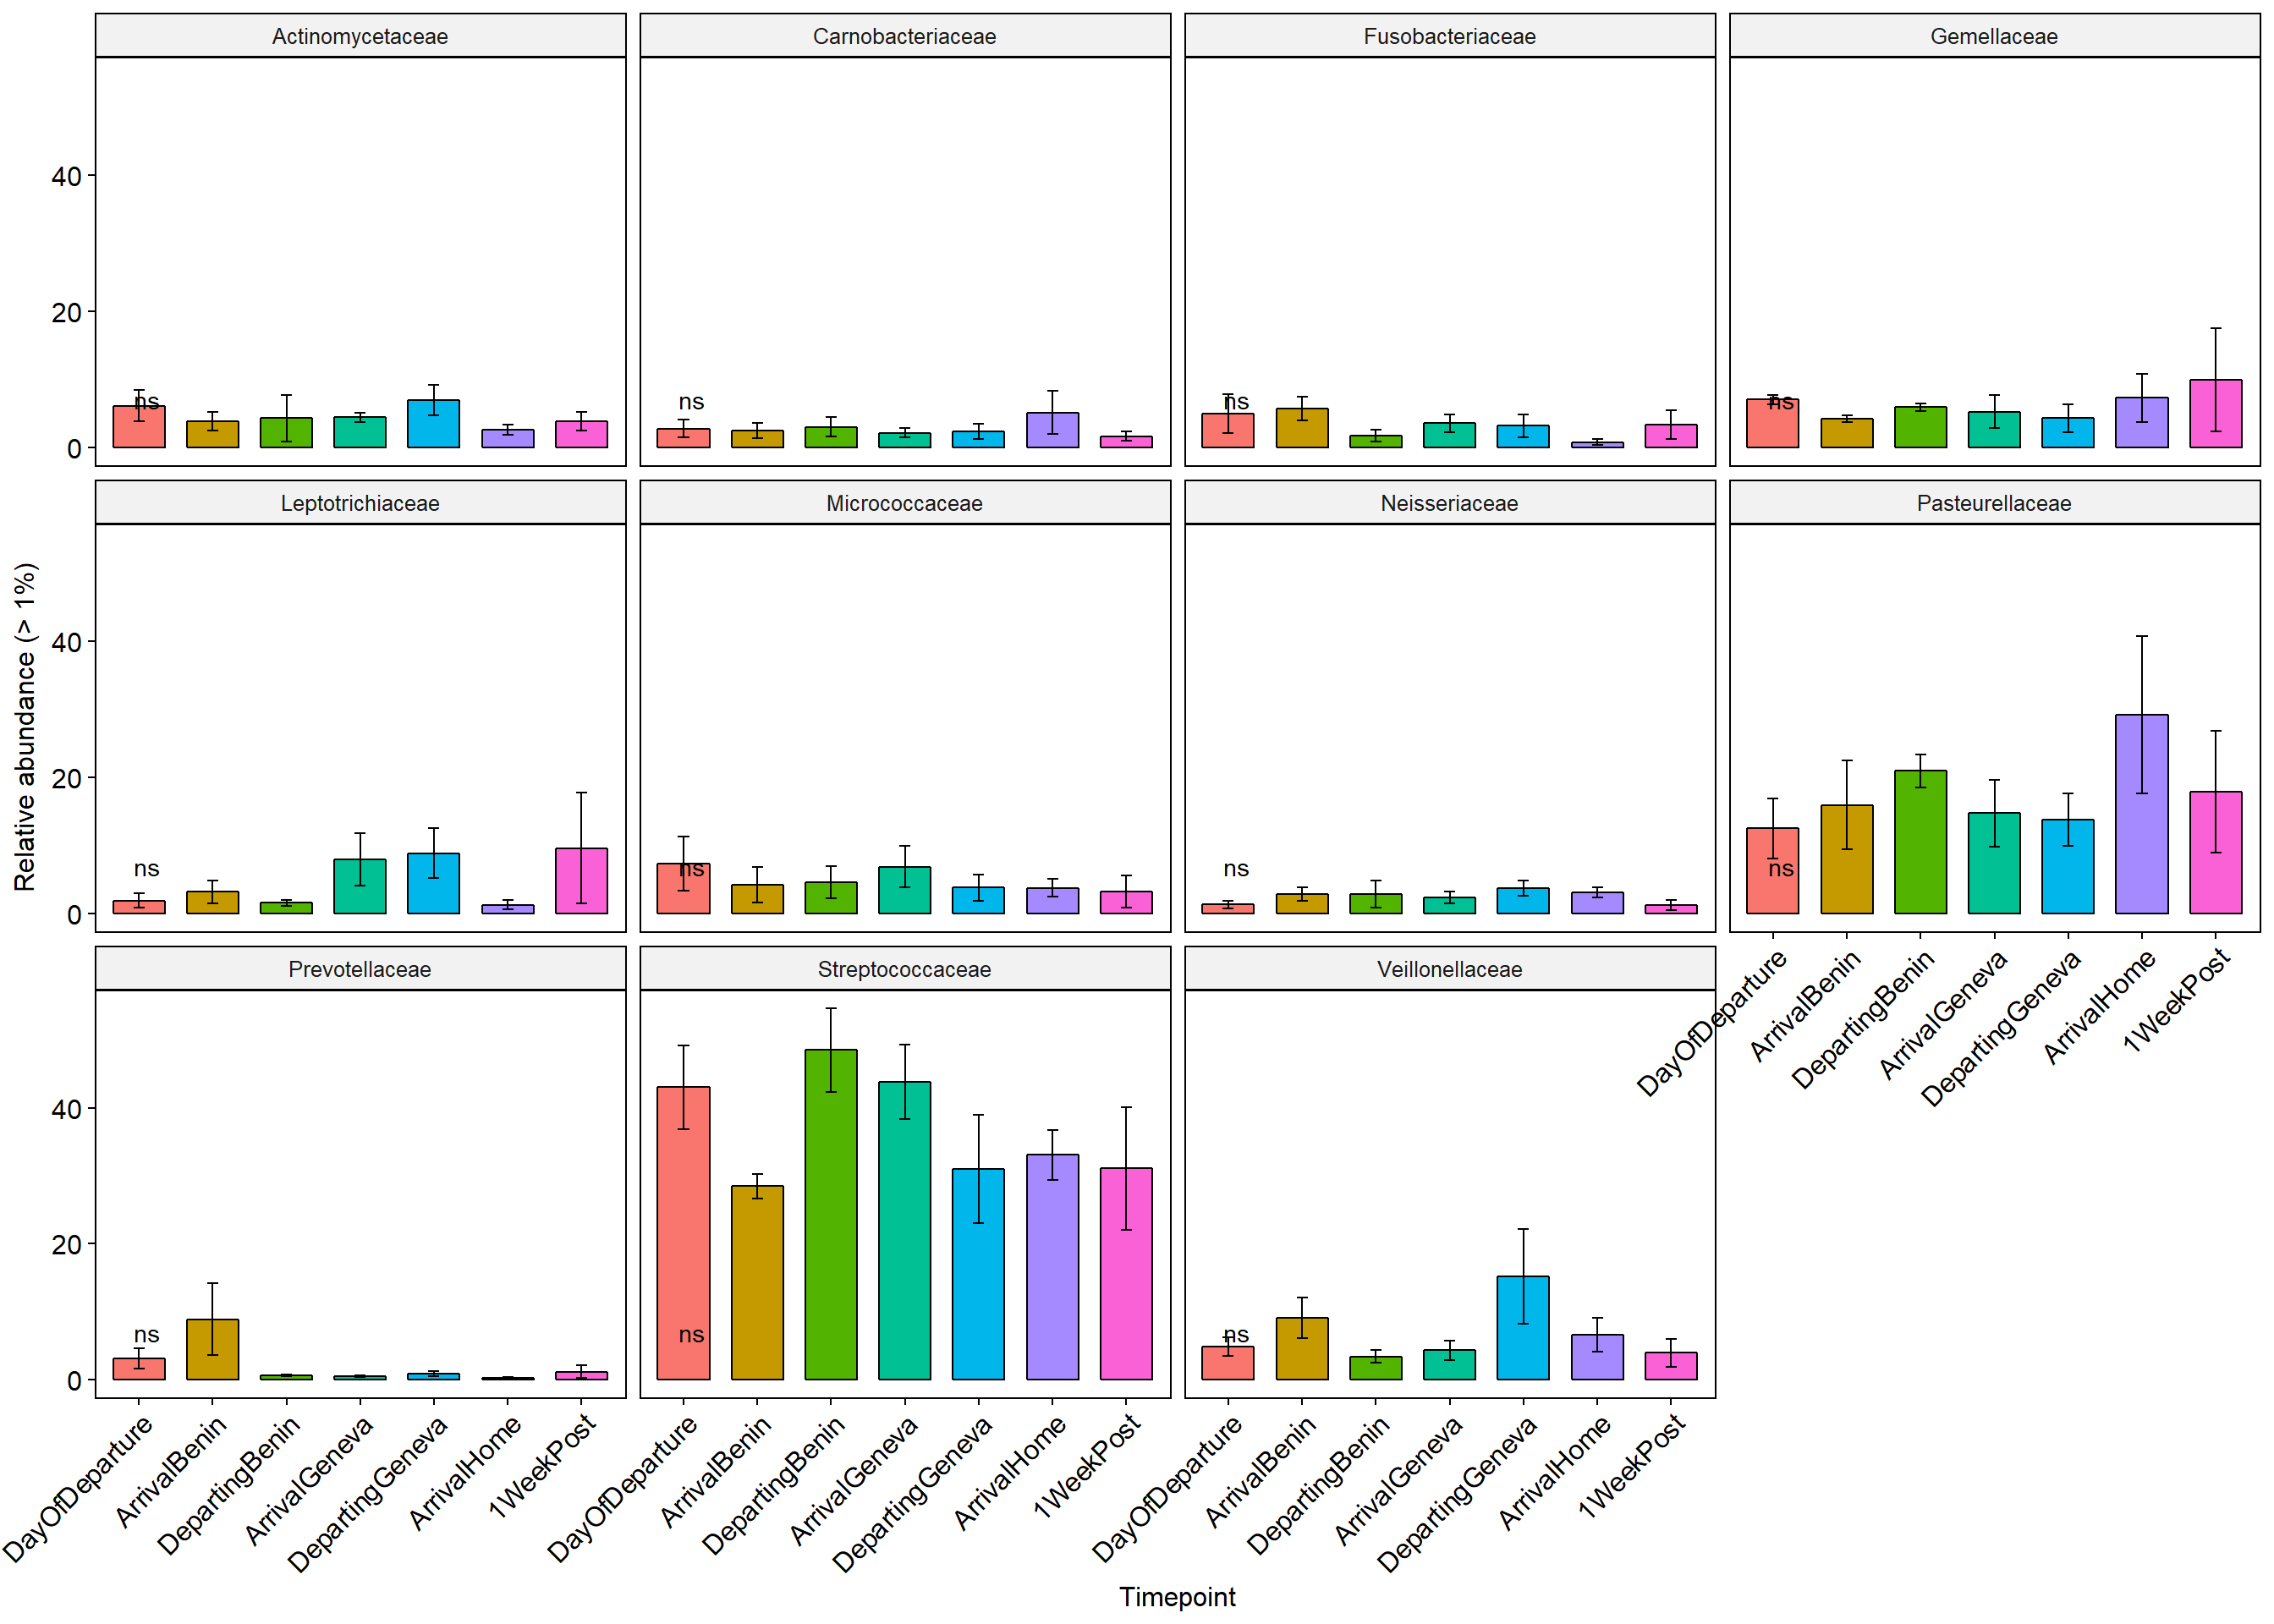 Actinomycetaceae
Carnobacteriaceae
Fusobacteriaceae
Gemellaceae
40
20
0
ns
ns
ns
ns
Leptotrichiaceae
Micrococcaceae
Neisseriaceae
Pasteurellaceae
Relative abundance (> 1%)
40
20
0
ns
ns
ns
ns
DayOfDeparture
ArrivalBenin
DepartingBenin
ArrivalGeneva
DepartingGeneva
ArrivalHome
1WeekPost
Prevotellaceae
Streptococcaceae
Veillonellaceae
40
20
0
ns
ns
ns
DayOfDeparture
ArrivalBenin
DepartingBenin
ArrivalGeneva
DepartingGeneva
ArrivalHome
1WeekPost
DayOfDeparture
ArrivalBenin
DepartingBenin
ArrivalGeneva
DepartingGeneva
ArrivalHome
1WeekPost
DayOfDeparture
ArrivalBenin
DepartingBenin
ArrivalGeneva
DepartingGeneva
ArrivalHome
1WeekPost
Timepoint